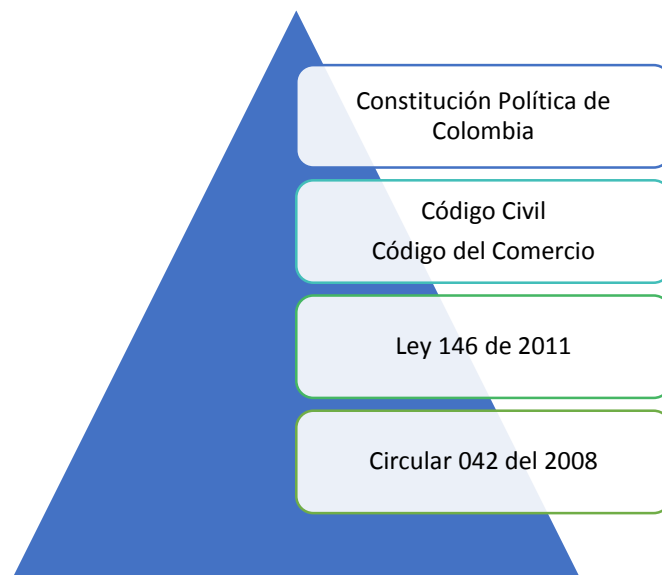 Constitución Política de
Colombia
Código Civil
Código del Comercio
Ley 146 de 2011
Circular 042 del 2008